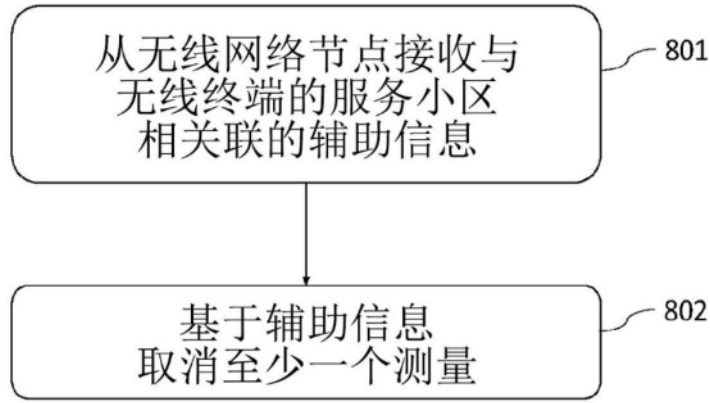 从无线网络节点接收与
无线终端的服务小区
相关联的辅助信息
801
基于辅助信息
取消至少一个测量
802